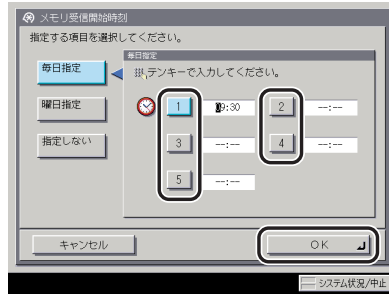 メモリ受信開始時刻
指定する項目を選択してください。
毎日指定
毎日指定
テンキーで入力してください。
曜日指定
1 09:30 2 --:--
指定しない
3 --:-- 4 --:--
5 --:--
キャンセル OK
システム状況/中止